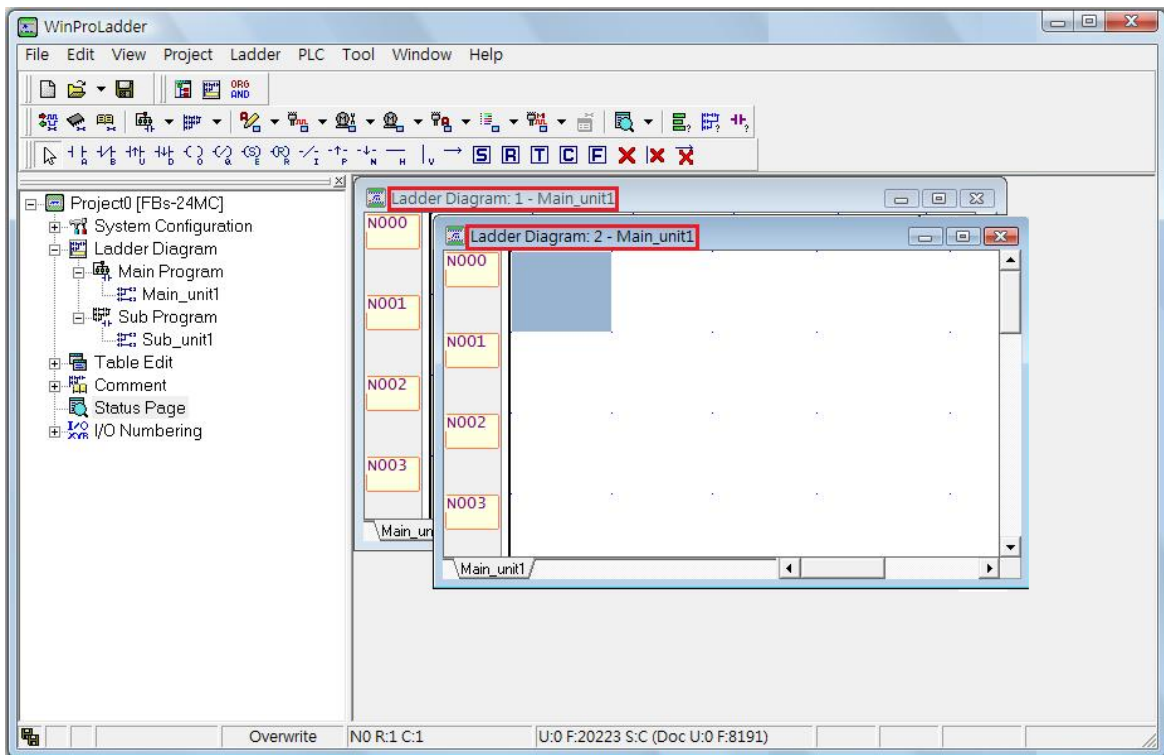 WinProLadder
File Edit View Project Ladder PLC Tool Window Help
ORG
AND
A B U D O Q E R I P N H V S R T C F
Project0 [FBs-24MC]
System Configuration
Ladder Diagram
Main Program
Main_unit1
Sub Program
Sub_unit1
Table Edit
Comment
Status Page
I/O Numbering
Ladder Diagram: 1 - Main_unit1
N000
N001
N002
N003
Main_un
Ladder Diagram: 2 - Main_unit1
N000
N001
N002
N003
Main_unit1
Overwrite N0 R:1 C:1 U:0 F:20223 S:C (Doc U:0 F:8191)